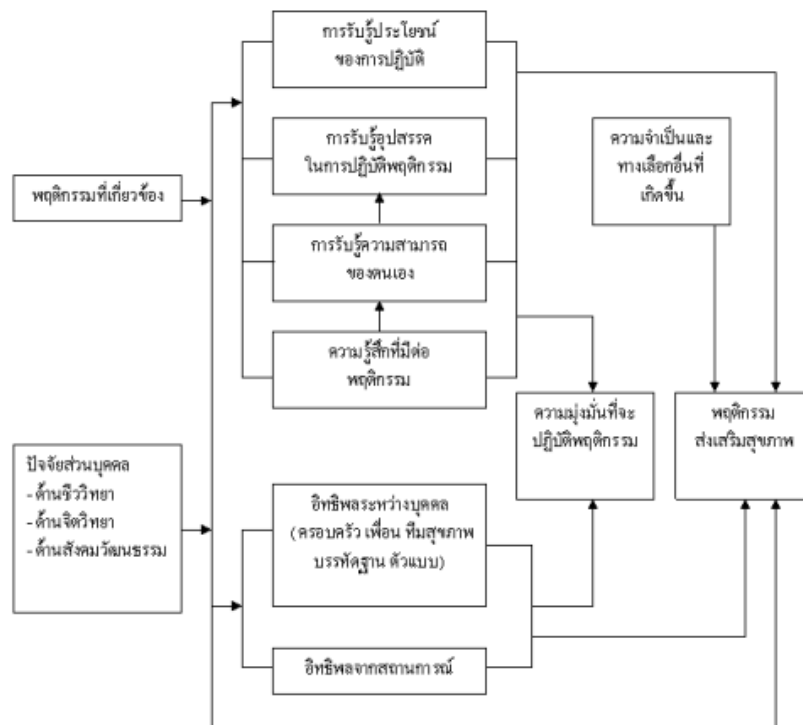 การรับรู้ประโยชน์
ของการปฏิบัติ
การรับรู้อุปสรรค
ในการปฏิบัติพฤติกรรม
ความจำเป็นและ
ทางเลือกอื่นที่
เกิดขึ้น
พฤติกรรมที่เกี่ยวข้อง
การรับรู้ความสามารถ
ของตนเอง
ความรู้สึกที่มีต่อ
พฤติกรรม
ความมุ่งมั่นที่จะ
ปฏิบัติพฤติกรรม
พฤติกรรม
ส่งเสริมสุขภาพ
ปัจจัยส่วนบุคคล
-ด้านชีววิทยา
-ด้านจิตวิทยา
-ด้านสังคมวัฒนธรรม
อิทธิพลระหว่างบุคคล
(ครอบครัว เพื่อน ทีมสุขภาพ
บรรทัดฐาน ตัวแบบ)
อิทธิพลจากสถานการณ์